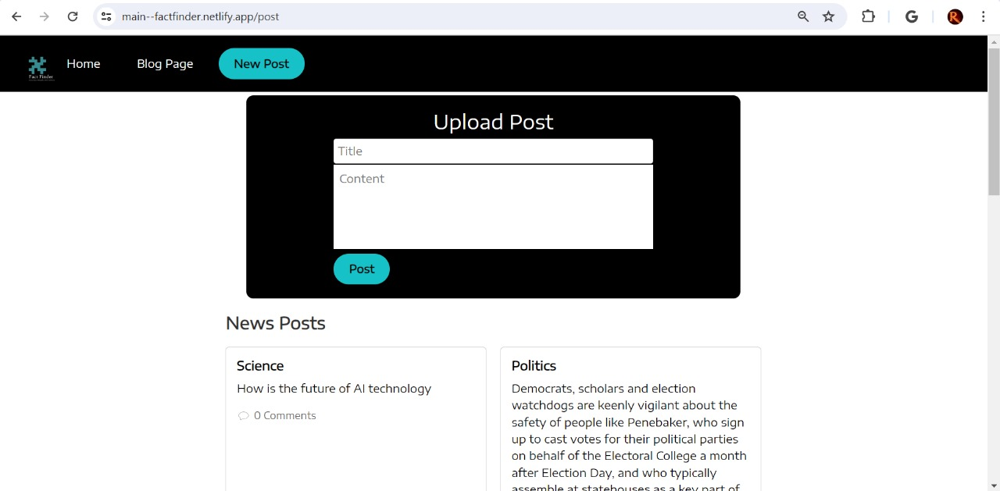 main--factfinder.netlify.app/post
Fact Finder
Home
Blog Page
New Post
Upload Post
Title
Content
Post
News Posts
Science
How is the future of AI technology
0 Comments
Politics
Democrats, scholars and election
watchdogs are keenly vigilant about the
safety of people like Penebaker, who sign
up to cast votes for their political parties
on behalf of the Electoral College a month
after Election Day, and who typically
assemble at statehouses as a key part of